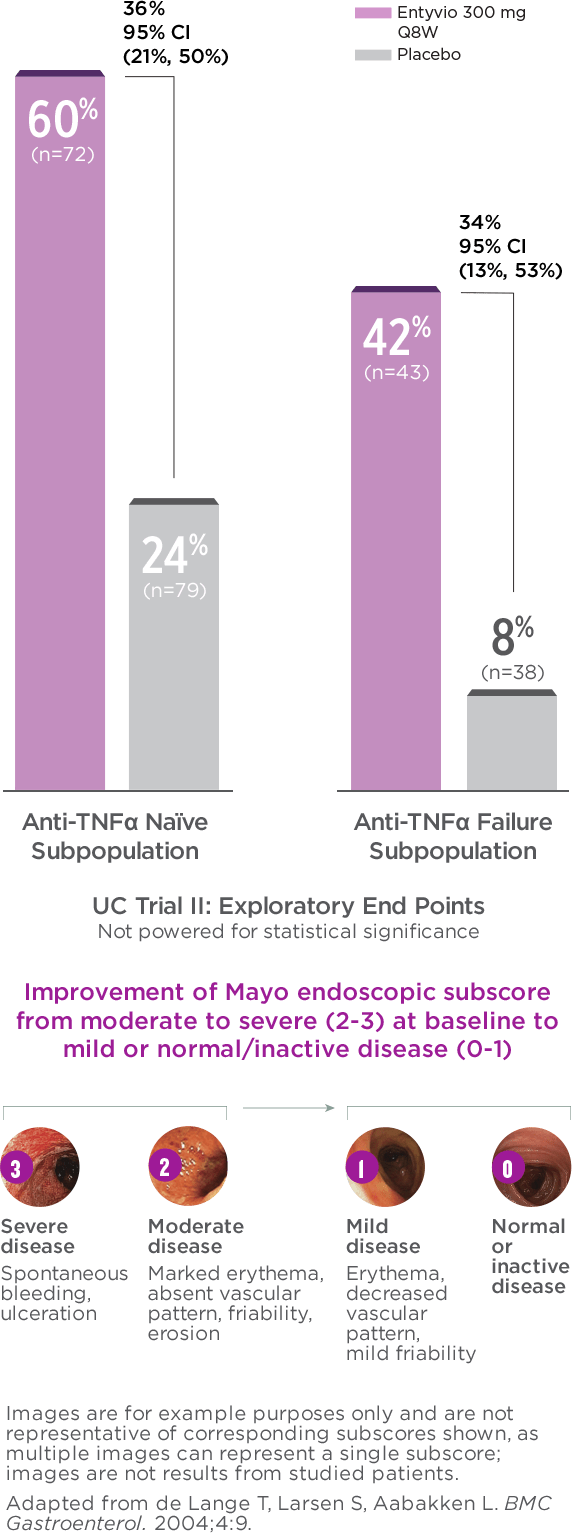 36%
95% CI
(21%, 50%)
Entyvio 300 mg
Q8W
Placebo
60%
(n=72)
24%
(n=79)
34%
95% CI
(13%, 53%)
42%
(n=43)
8%
(n=38)
Anti-TNFα Naïve
Subpopulation
Anti-TNFα Failure
Subpopulation
UC Trial II: Exploratory End Points
Not powered for statistical significance
Improvement of Mayo endoscopic subscore
from moderate to severe (2-3) at baseline to
mild or normal/inactive disease (0-1)
3
Severe
disease
Spontaneous
bleeding,
ulceration
2
Moderate
disease
Marked erythema,
absent vascular
pattern, friability,
erosion
1
Mild
disease
Erythema,
decreased
vascular
pattern,
mild friability
0
Normal
or
inactive
disease
Images are for example purposes only and are not
representative of corresponding subscores shown, as
multiple images can represent a single subscore;
images are not results from studied patients.
Adapted from de Lange T, Larsen S, Aabakken L. BMC
Gastroenterol. 2004;4:9.